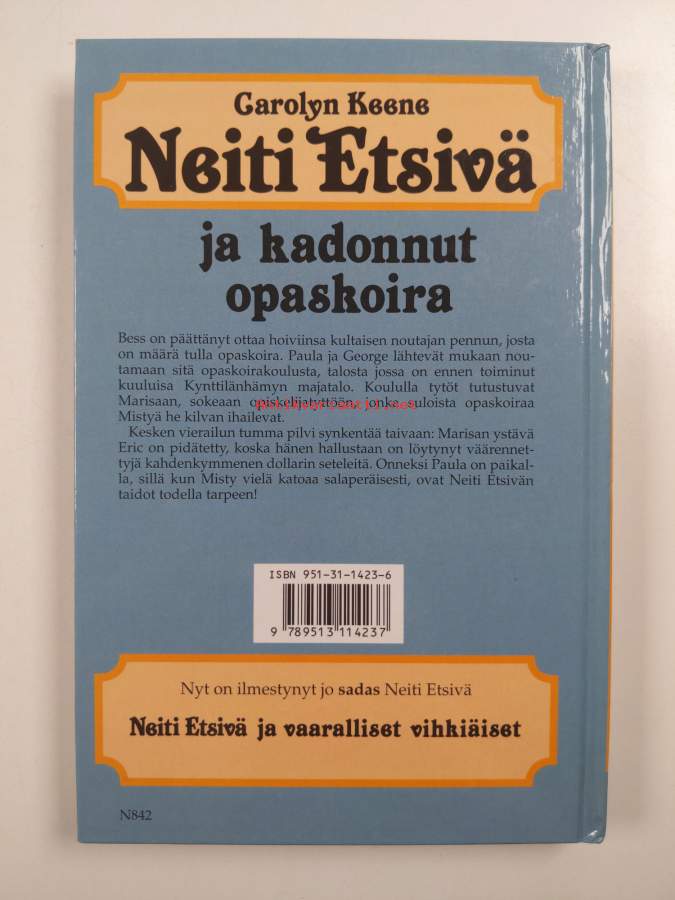 Carolyn Keene
Neiti Etsivä
ja kadonnut
opaskoira
Bess on päättänyt ottaa hoiviinsa kultaisen noutajan pennun, josta
on määrä tulla opaskoira. Paula ja George lähtevät mukaan nou-
tamaan sitä opaskoirakoulusta, talosta jossa on ennen toiminut
kuuluisa Kynttilänhämyn majatalo. Koululla tytöt tutustuvat
Marisaan, sokeaan opiskelijatyttöön, jonka suloista opaskoiraa
Mistyä he kilvan ihailevat.
Kesken vierailun tumma pilvi synkentää taivaan: Marisan ystävä
Eric on pidätetty, koska hänen hallustaan on löytynyt väärennet-
tyjä kahdenkymmenen dollarin seteleitä. Onneksi Paula on paikal-
la, sillä kun Misty vielä katoaa salaperäisesti, ovat Neiti Etsivän
taidot todella tarpeen!
ISBN 951-31-1423-6
9 789513 114237
Nyt on ilmestynyt jo sadas Neiti Etsivä
Neiti Etsivä ja vaaralliset vihkiäiset
N842